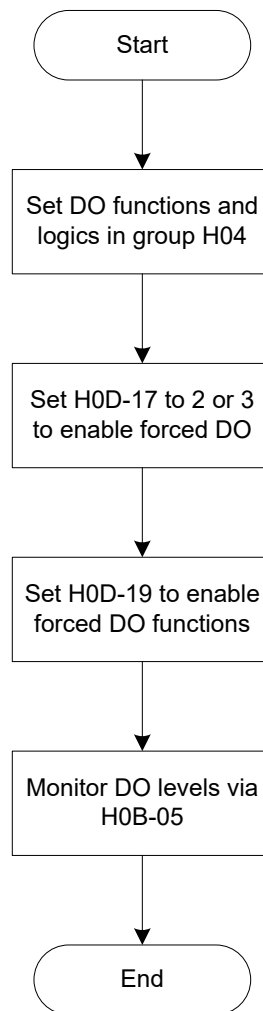 Start
Set DO functions and
logics in group H04
Set H0D-17 to 2 or 3
to enable forced DO
Set H0D-19 to enable
forced DO functions
Monitor DO levels via
H0B-05
End